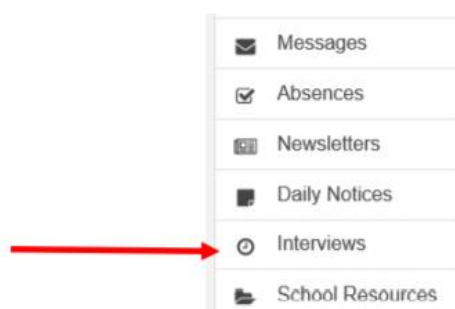 Messages
Absences
Newsletters
Daily Notices
Interviews
School Resources